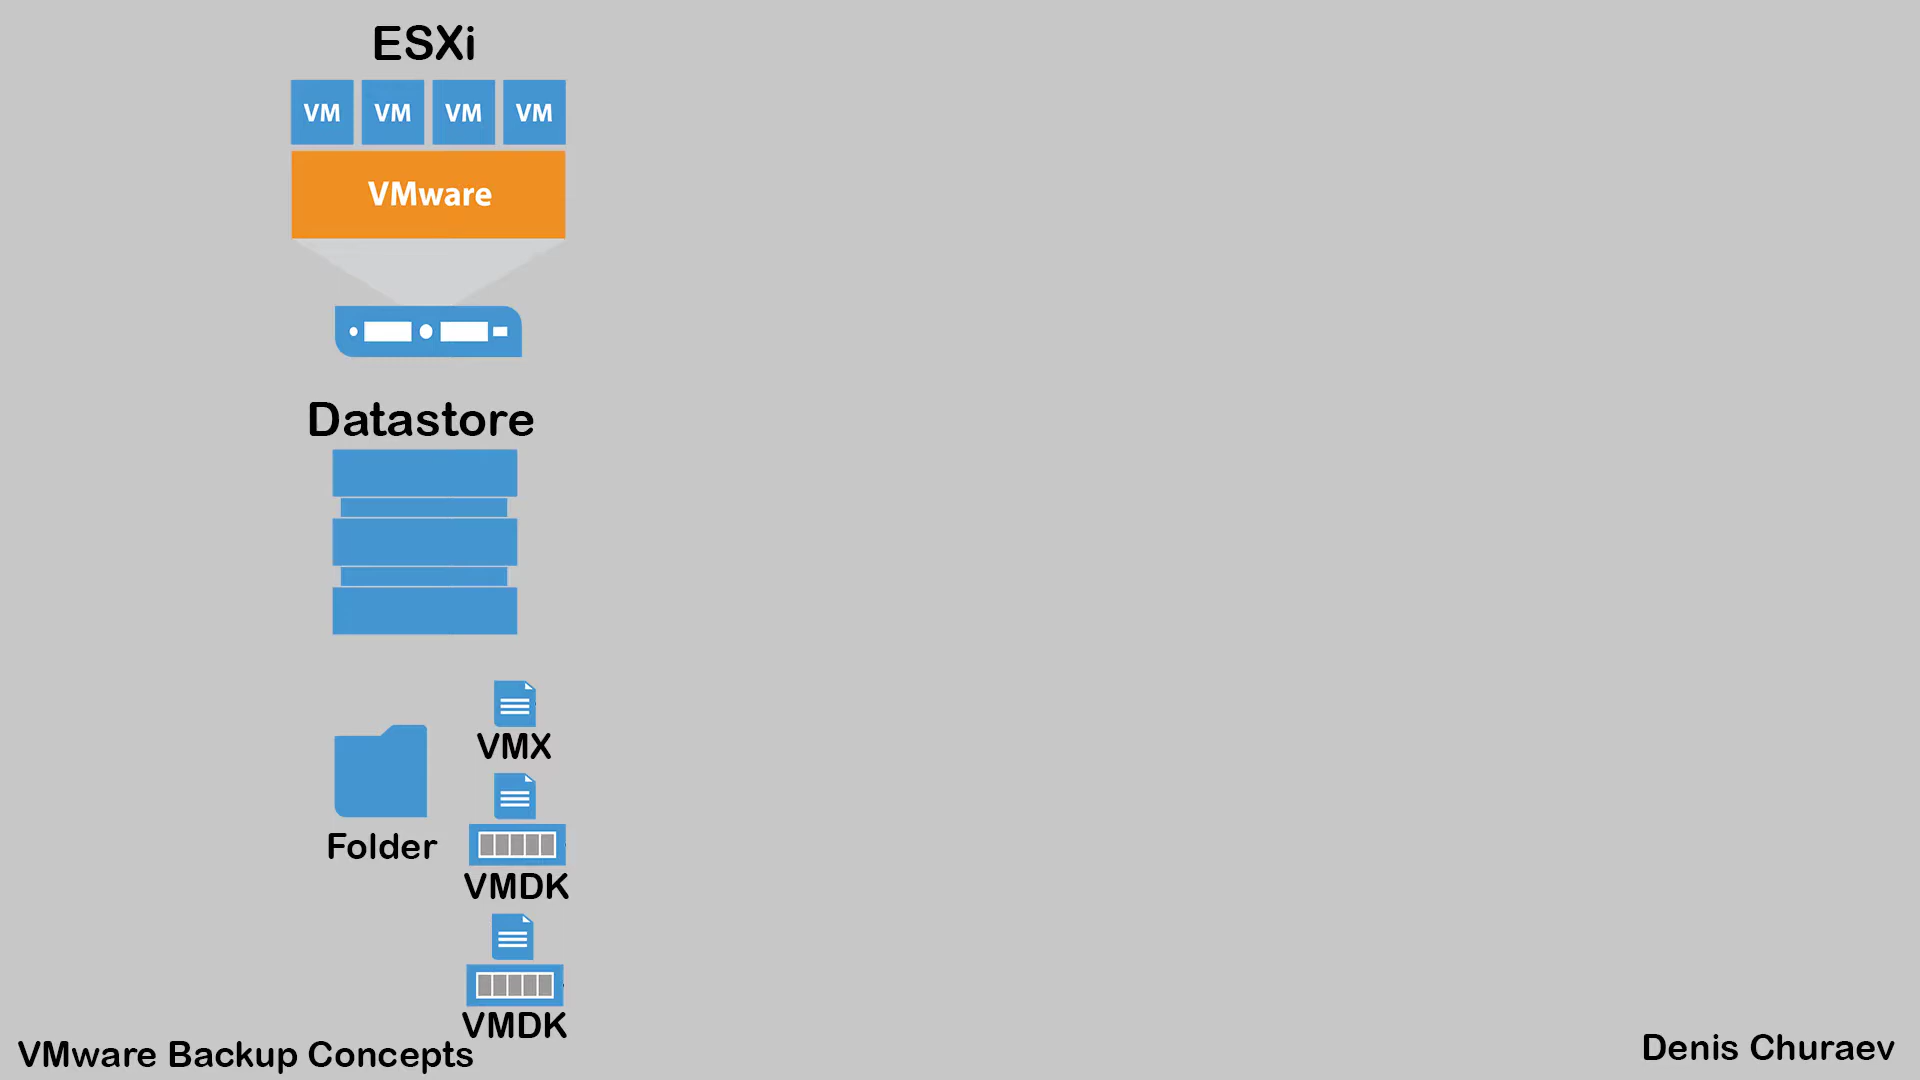 ESXi
VM VM VM VM
VMware
Datastore
VMX
Folder
VMDK
VMDK
VMware Backup Concepts
Denis Churaev